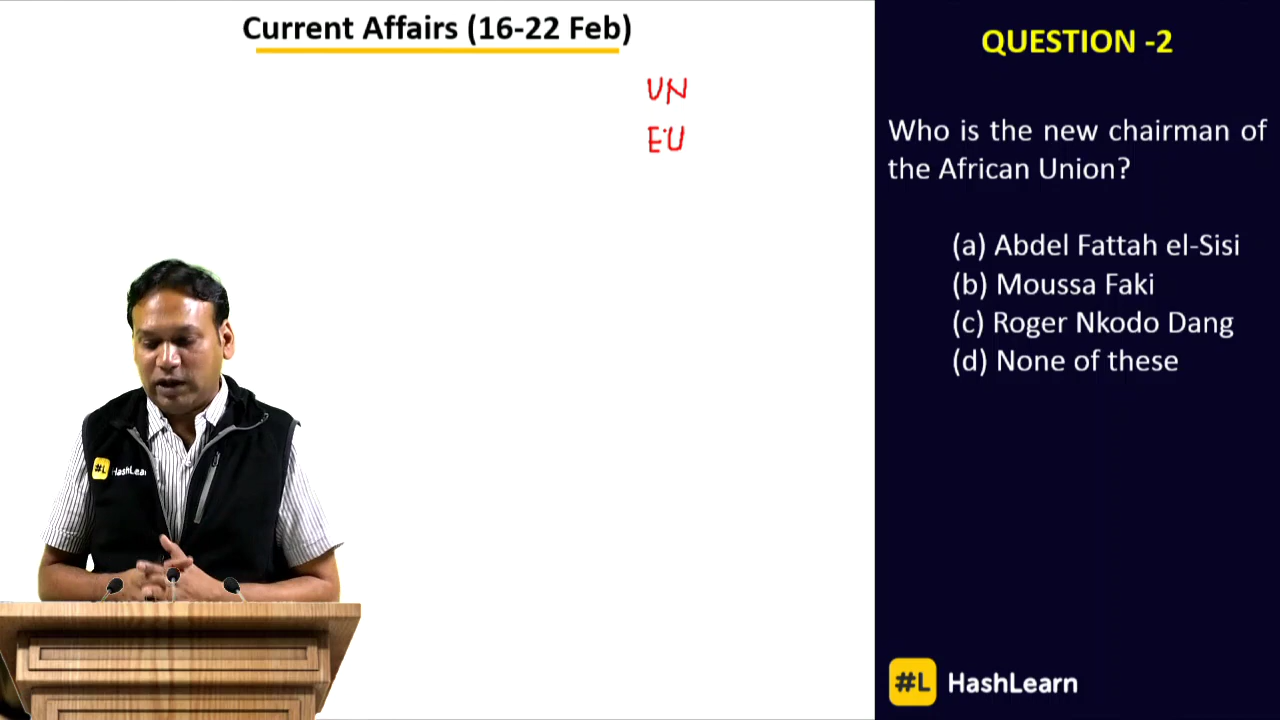 Current Affairs (16-22 Feb)
UN
EU
QUESTION -2
Who is the new chairman of
the African Union?
(a) Abdel Fattah el-Sisi
(b) Moussa Faki
(c) Roger Nkodo Dang
(d) None of these
#L
#L HashLearn